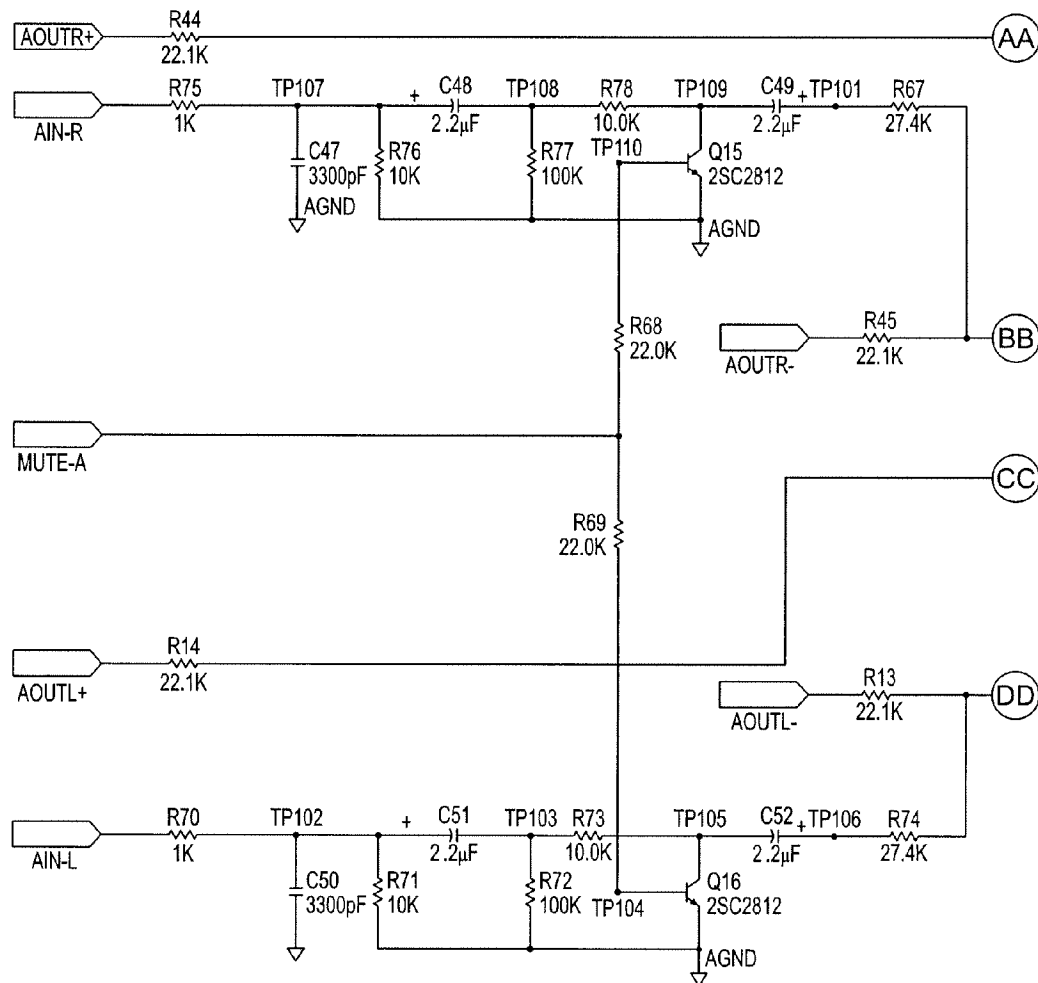 R44
AOUTR+
22.1K
AA
R75
TP107
+
C48
TP108
R78
TP109
C49
+
TP101
R67
AIN-R
1K
2.2µF
10.0K
2.2µF
27.4K
TP110
C47
3300pF
R76
10K
R77
100K
Q15
2SC2812
AGND
AGND
R68
22.0K
R45
AOUTR-
22.1K
BB
MUTE-A
CC
R69
22.0K
R14
AOUTL+
22.1K
R13
AOUTL-
22.1K
DD
R70
TP102
+
C51
TP103
R73
TP105
C52
+
TP106
R74
AIN-L
1K
2.2µF
10.0K
2.2µF
27.4K
C50
3300pF
R71
10K
R72
100K
TP104
Q16
2SC2812
AGND